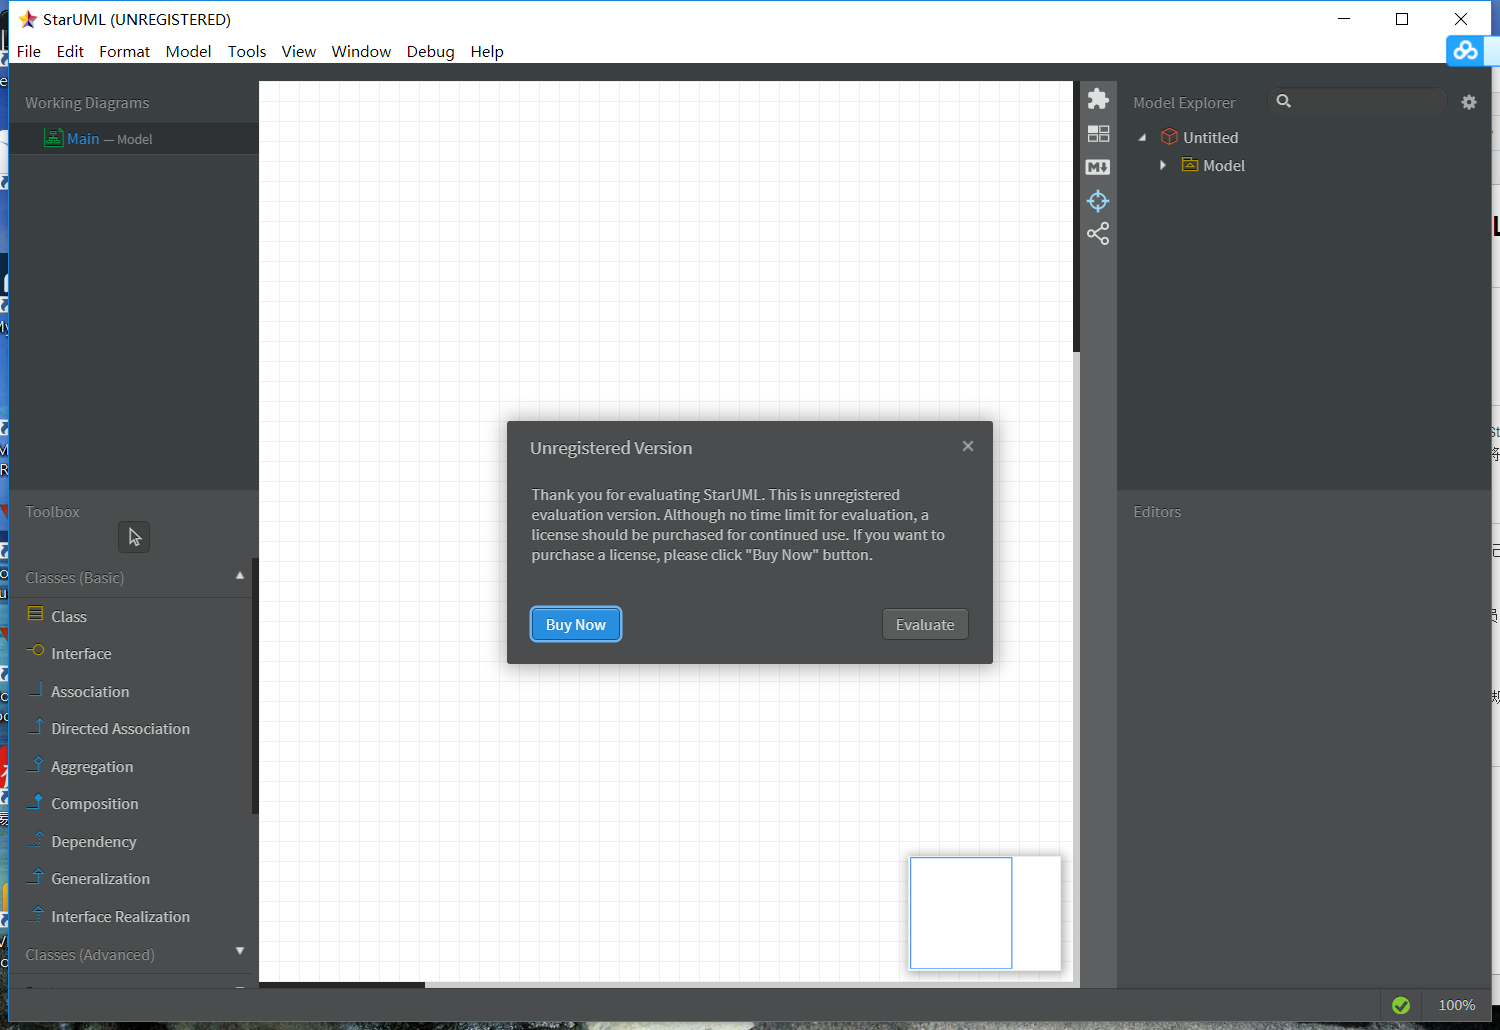 StarUML (UNREGISTERED)
File Edit Format Model Tools View Window Debug Help
Working Diagrams
Main — Model
Model Explorer
Untitled
Model
Unregistered Version
Thank you for evaluating StarUML. This is unregistered
evaluation version. Although no time limit for evaluation, a
license should be purchased for continued use. If you want to
purchase a license, please click "Buy Now" button.
Buy Now
Evaluate
Toolbox
Classes (Basic)
Class
Interface
Association
Directed Association
Aggregation
Composition
Dependency
Generalization
Interface Realization
Classes (Advanced)
Editors
100%